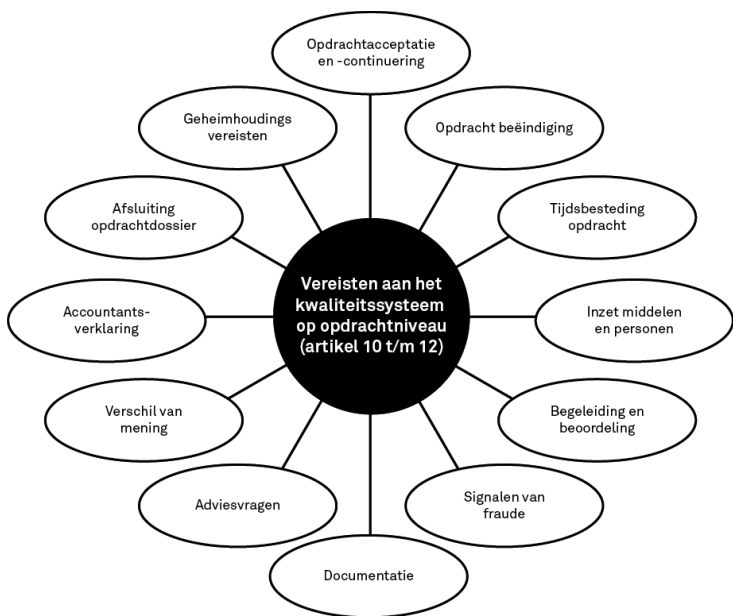 Opdrachtacceptatie
en -continuering
Opdracht beëindiging
Tijdsbesteding
opdracht
Inzet middelen
en personen
Begeleiding en
beoordeling
Signalen van
fraude
Documentatie
Adviesvragen
Verschil van
mening
Accountants-
verklaring
Afsluiting
opdrachtdossier
Geheimhoudings
vereisten
Vereisten aan het
kwaliteitssysteem
op opdrachtniveau
(artikel 10 t/m 12)